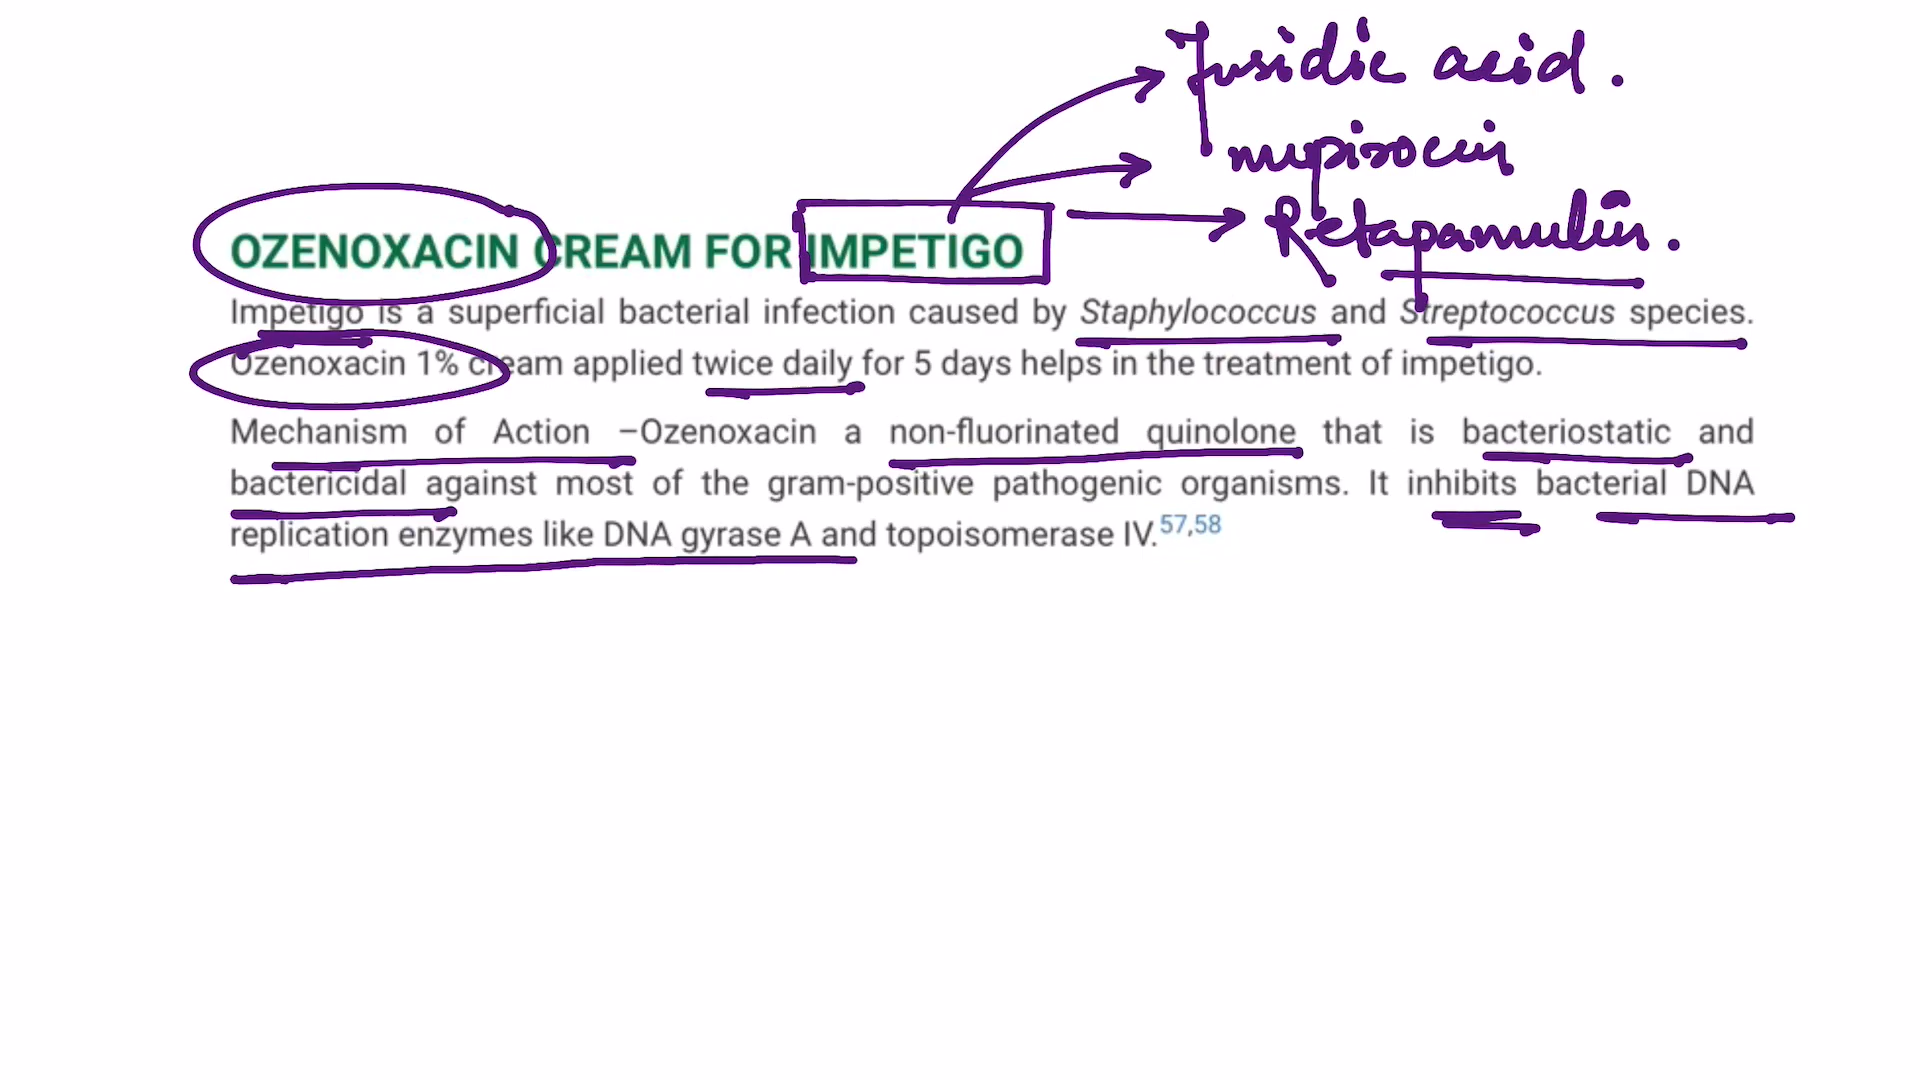 Fusidic acid.
mupirocin
Retapamulin.
OZENOXACIN CREAM FOR IMPETIGO
Impetigo is a superficial bacterial infection caused by Staphylococcus and Streptococcus species.
Ozenoxacin 1% cream applied twice daily for 5 days helps in the treatment of impetigo.
Mechanism of Action –Ozenoxacin a non-fluorinated quinolone that is bacteriostatic and
bactericidal against most of the gram-positive pathogenic organisms. It inhibits bacterial DNA
replication enzymes like DNA gyrase A and topoisomerase IV.57,58